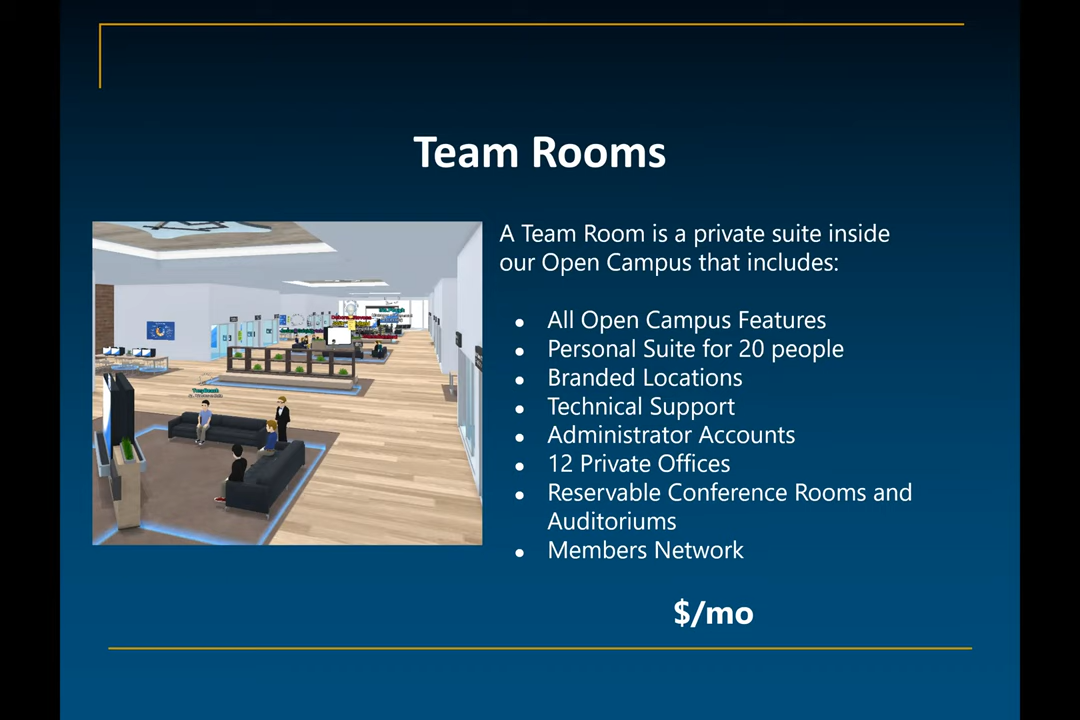 Team Rooms
A Team Room is a private suite inside
our Open Campus that includes:
● All Open Campus Features
● Personal Suite for 20 people
● Branded Locations
● Technical Support
● Administrator Accounts
● 12 Private Offices
● Reservable Conference Rooms and
Auditoriums
● Members Network
$/mo